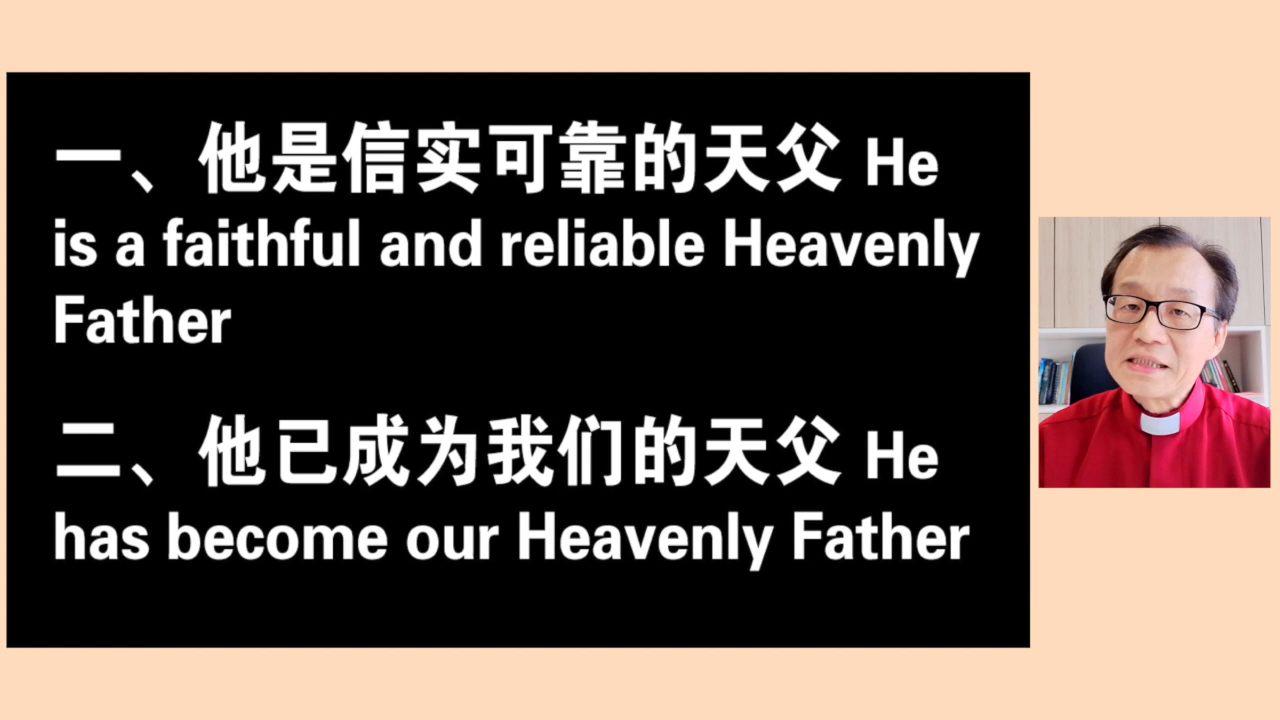 一、他是信实可靠的天父 He
is a faithful and reliable Heavenly
Father
二、他已成为我们的天父 He
has become our Heavenly Father